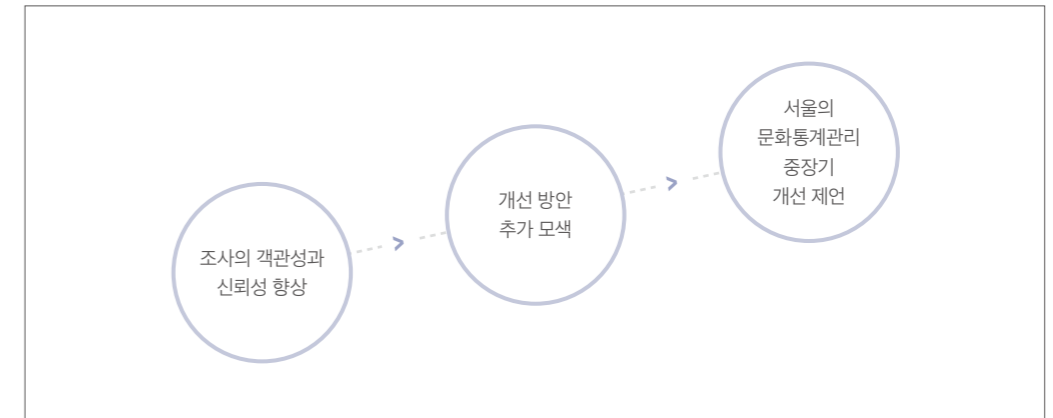 조사의 객관성과
신뢰성 향상
개선 방안
추가 모색
서울의
문화통계관리
중장기
개선 제언